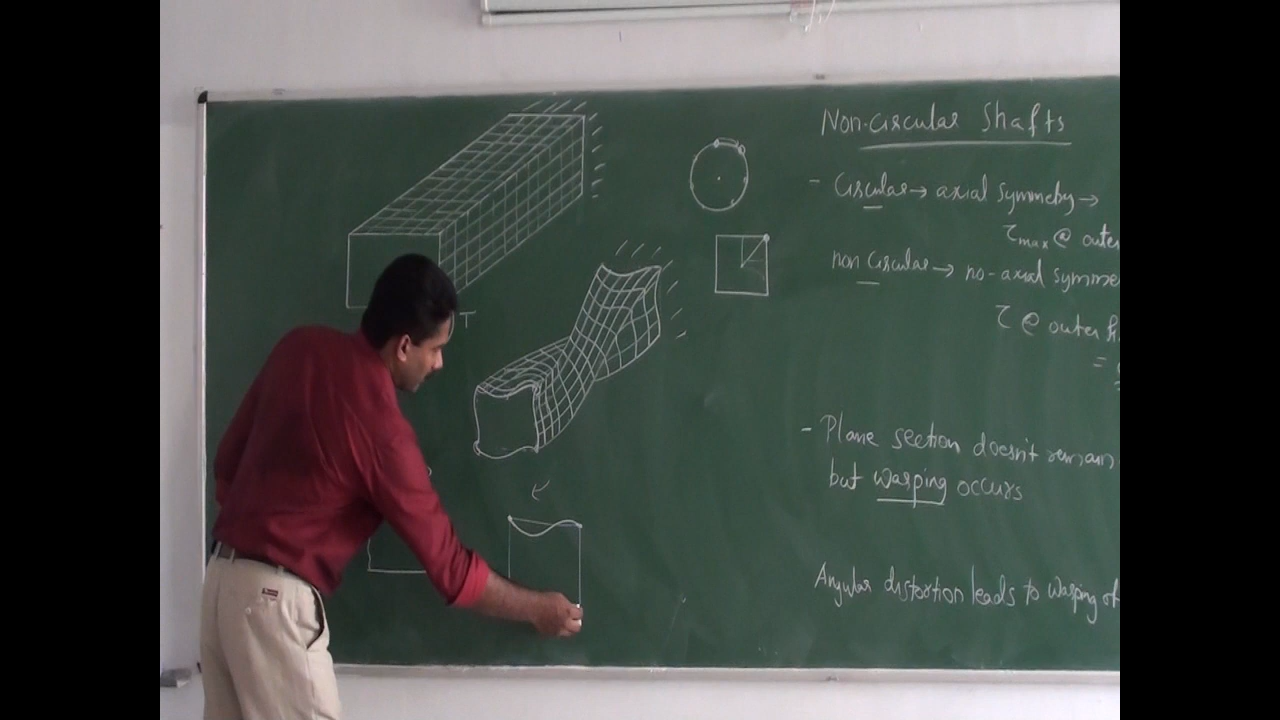 Non-circular Shafts
- Circular → axial symmetry →
τmax @ outer
non Circular → no-axial symme
τ @ outer
=
- Plane section doesn't remain
but warping occurs
Angular distortion leads to warping of
T